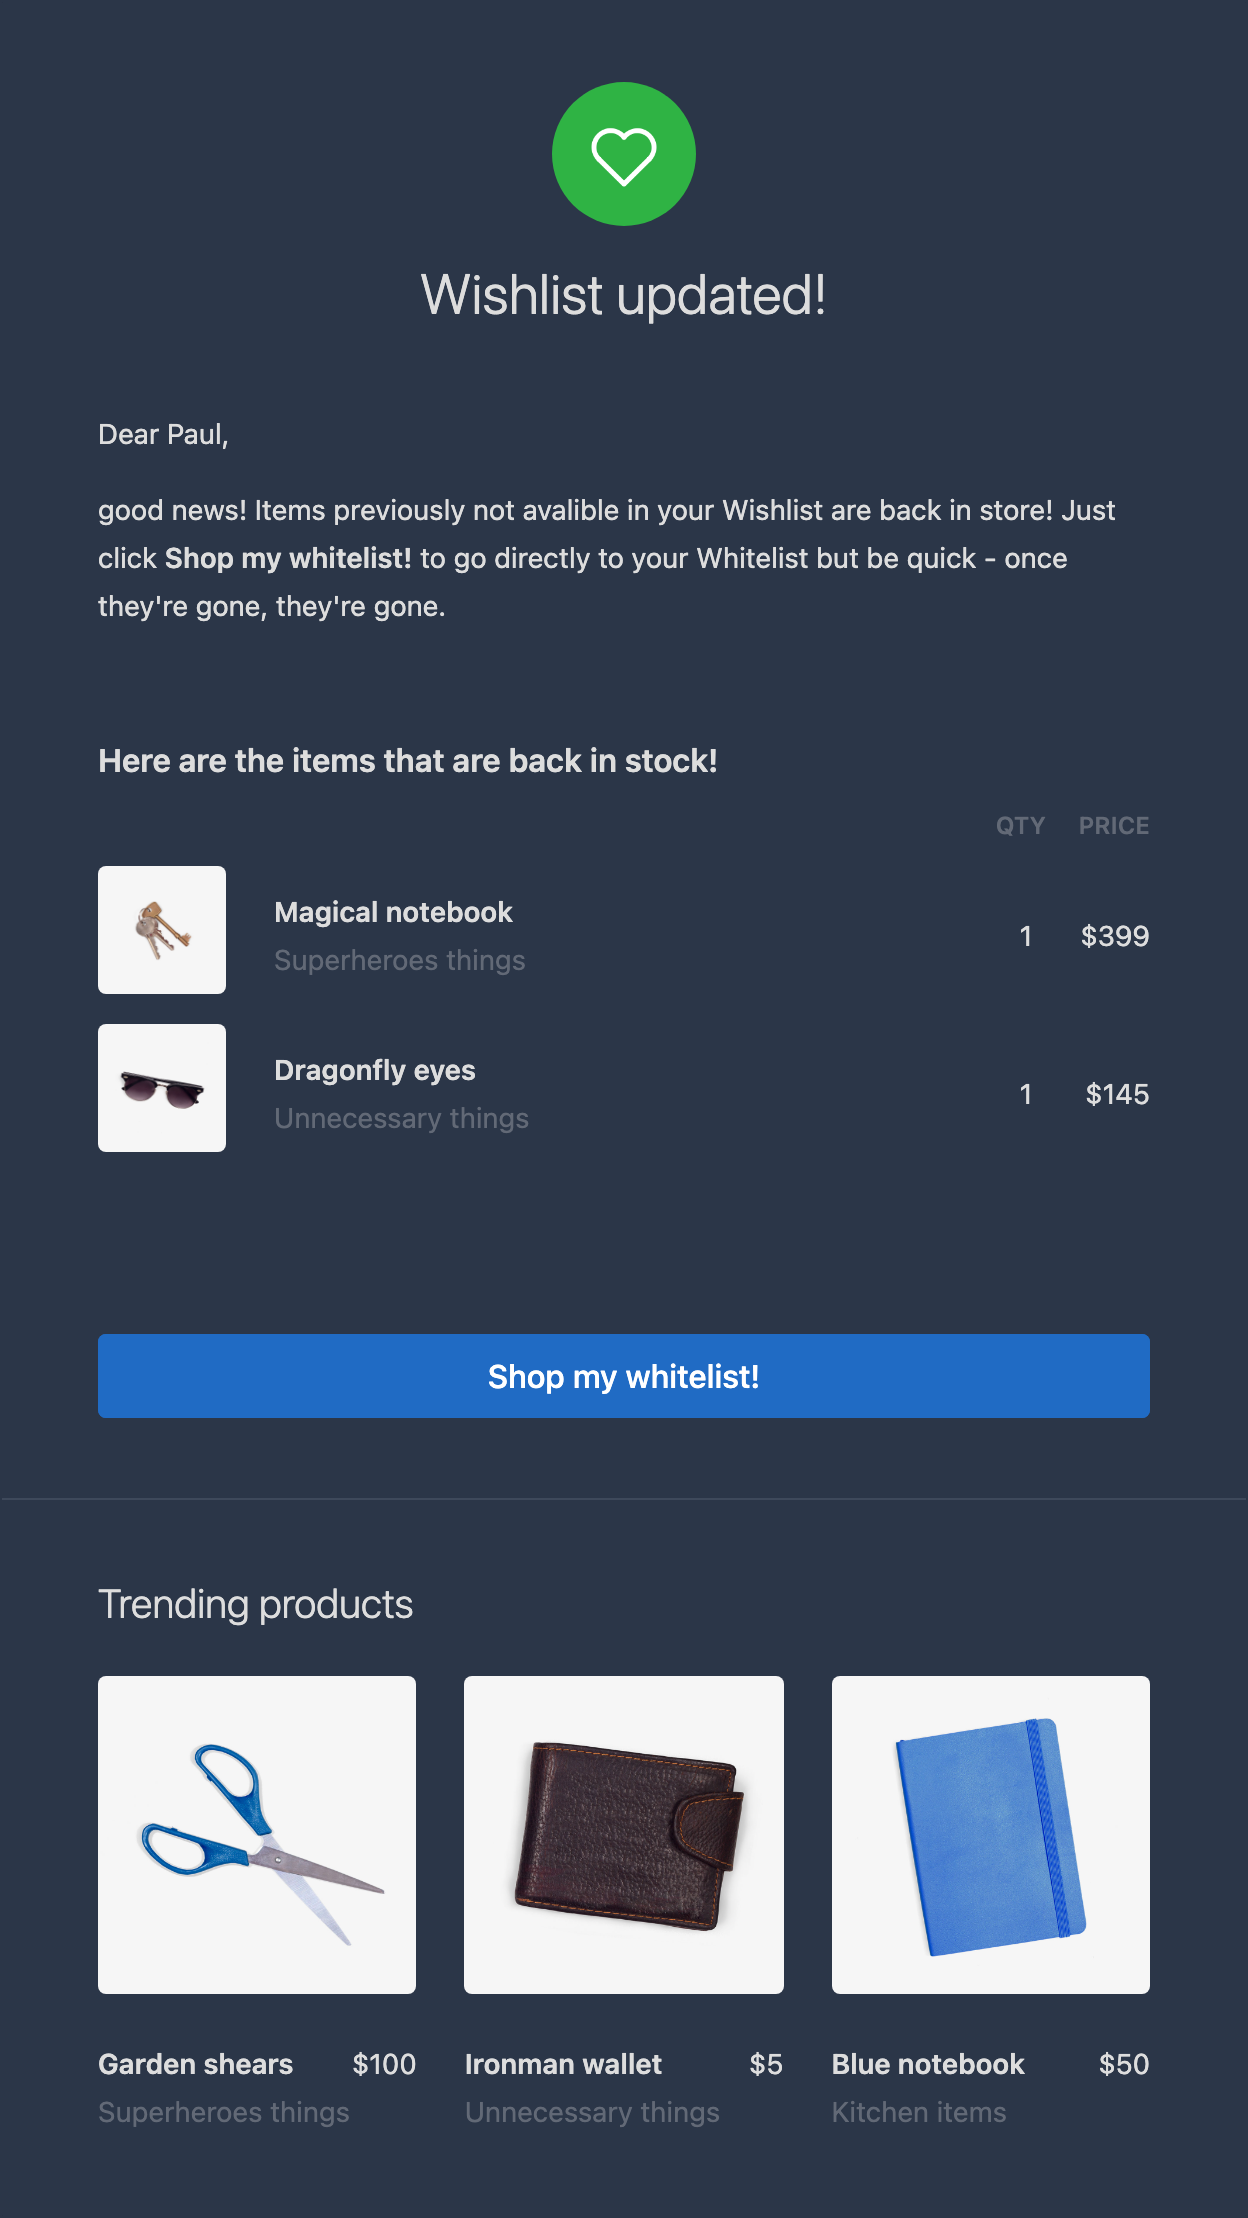 Wishlist updated!
Dear Paul,
good news! Items previously not avalible in your Wishlist are back in store! Just
click Shop my whitelist! to go directly to your Whitelist but be quick - once
they're gone, they're gone.
Here are the items that are back in stock!
QTY PRICE
Magical notebook
Superheroes things
1 $399
Dragonfly eyes
Unnecessary things
1 $145
Shop my whitelist!
Trending products
Garden shears $100
Superheroes things
Ironman wallet $5
Unnecessary things
Blue notebook $50
Kitchen items